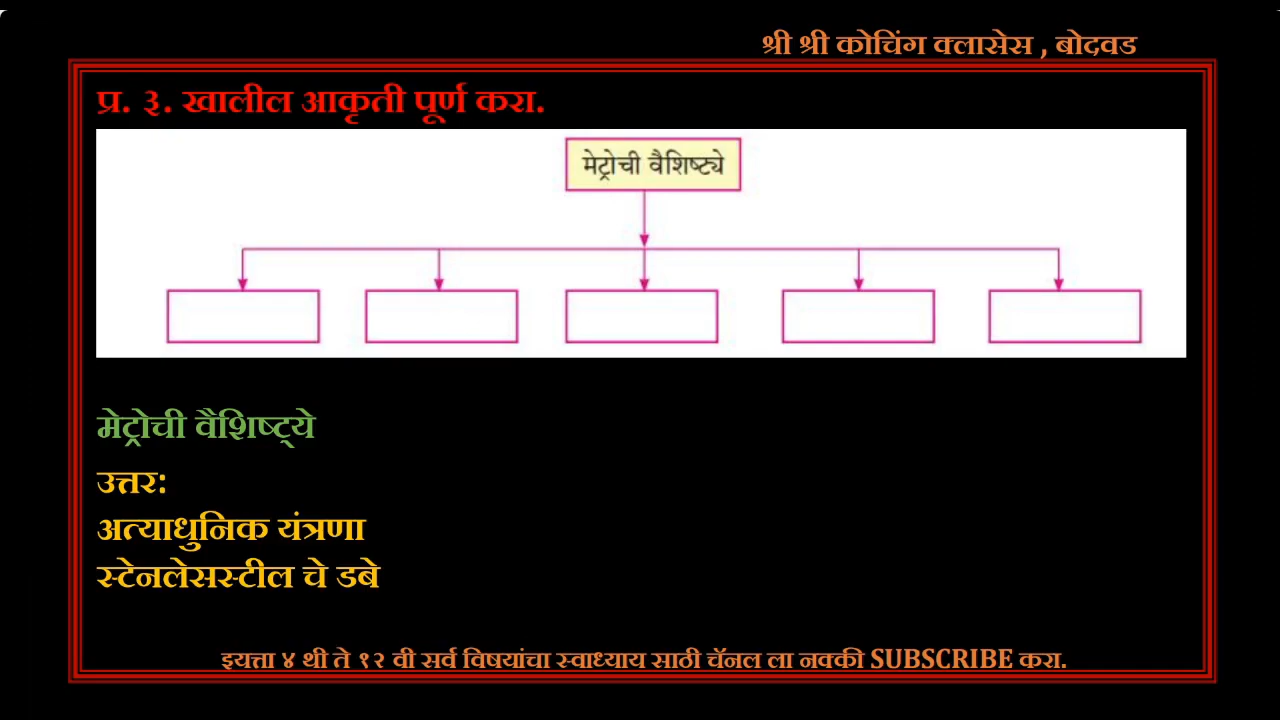 श्री श्री कोचिंग क्लासेस , बोदवड
प्र. ३. खालील आकृती पूर्ण करा.
मेट्रोची वैशिष्ट्ये
मेट्रोची वैशिष्ट्ये
उत्तर:
अत्याधुनिक यंत्रणा
स्टेनलेसस्टील चे डबे
इयत्ता ४ थी ते १२ वी सर्व विषयांचा स्वाध्याय साठी चॅनल ला नक्की SUBSCRIBE करा.